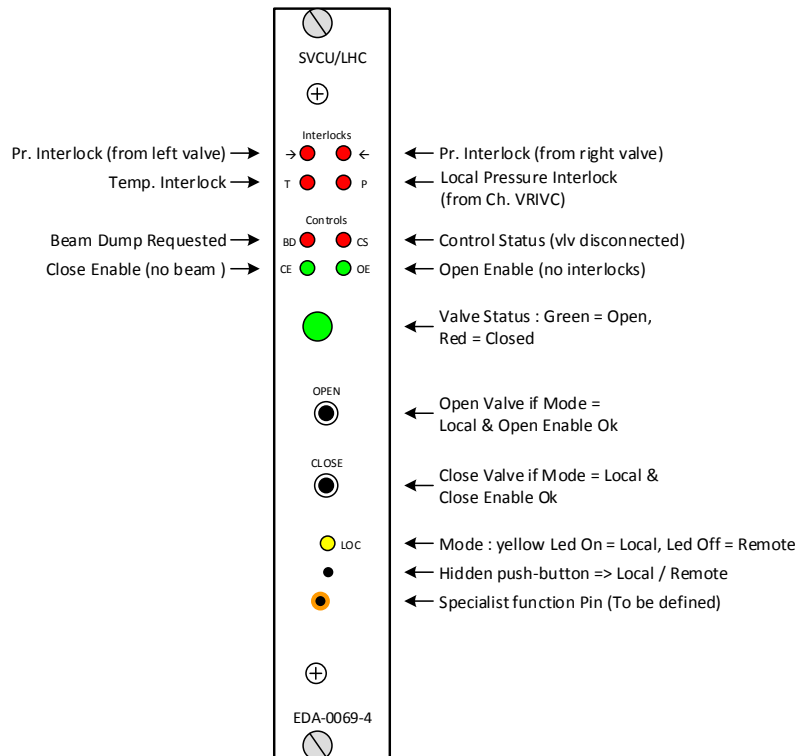 SVCU/LHC
Interlocks
Pr. Interlock (from left valve) → ← Pr. Interlock (from right valve)
Temp. Interlock T P Local Pressure Interlock
(from Ch. VRIVC)
Controls
Beam Dump Requested BD CS Control Status (vlv disconnected)
Close Enable (no beam ) CE OE Open Enable (no interlocks)
Valve Status : Green = Open,
Red = Closed
OPEN
Open Valve if Mode =
Local & Open Enable Ok
CLOSE
Close Valve if Mode = Local &
Close Enable Ok
LOC Mode : yellow Led On = Local, Led Off = Remote
Hidden push-button => Local / Remote
Specialist function Pin (To be defined)
EDA-0069-4